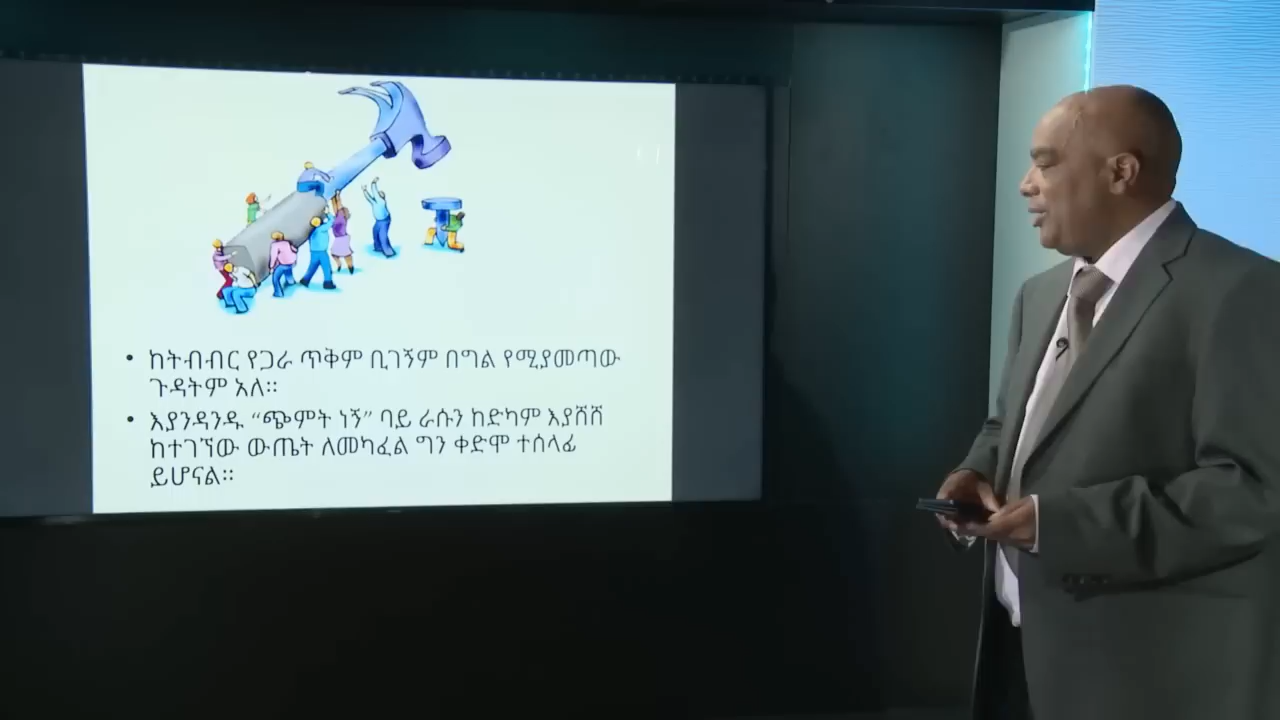 • ከትብብር የጋራ ጥቅም ቢገኝም በግል የሚያመጣው
ጉዳትም አለ።
• እያንዳንዱ “ጭምት ነኝ” ባይ ራሱን ከድካም እያሸሸ
ከተገኘው ውጤት ለመካፈል ግን ቀድሞ ተሰላፊ
ይሆናል።